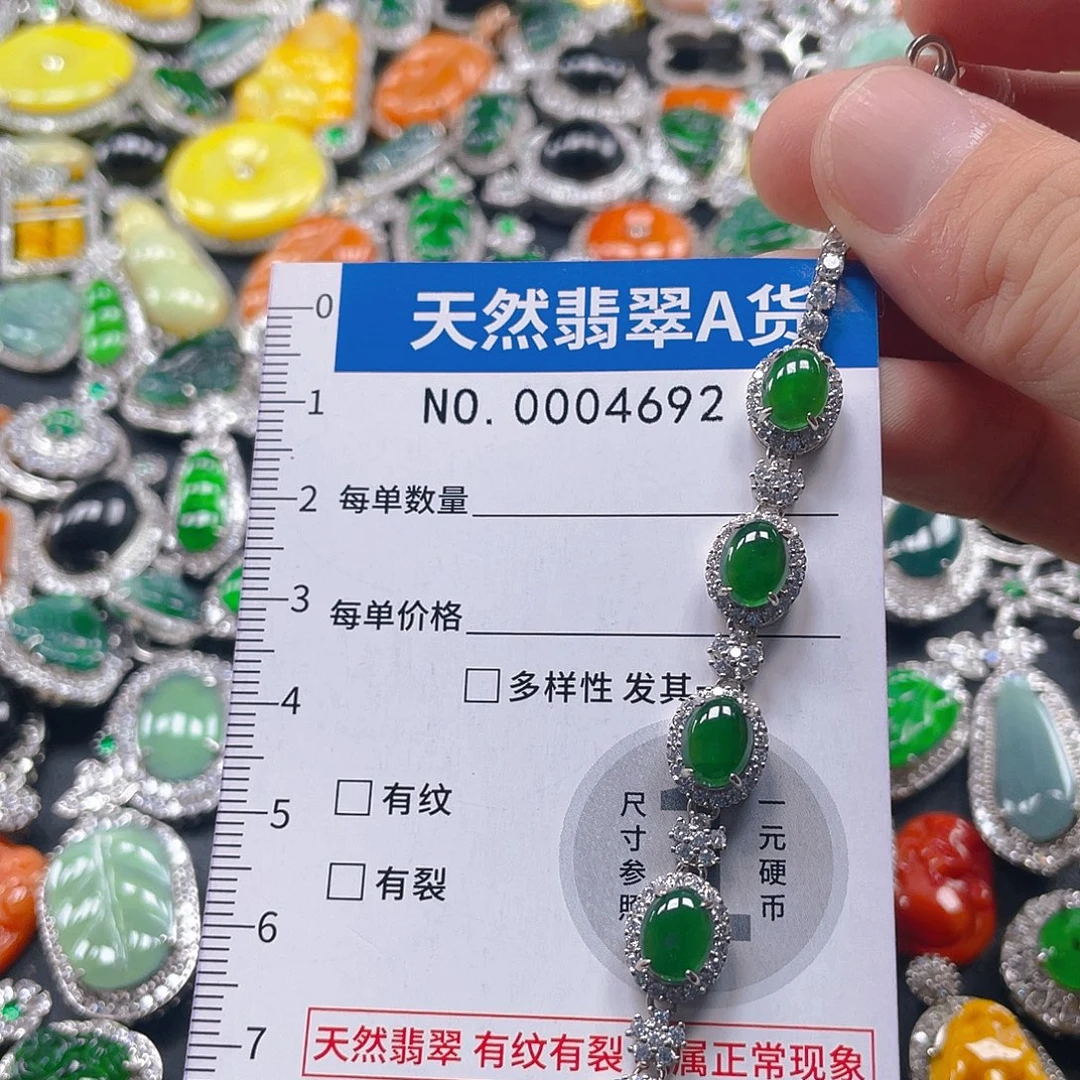 天然翡翠A货
NO. 0004692
每单数量
每单价格
多样性 发其
有纹
有裂
尺寸参照
一元硬币
天然翡翠 有纹有裂 属正常现象
0
1
2
3
4
5
6
7